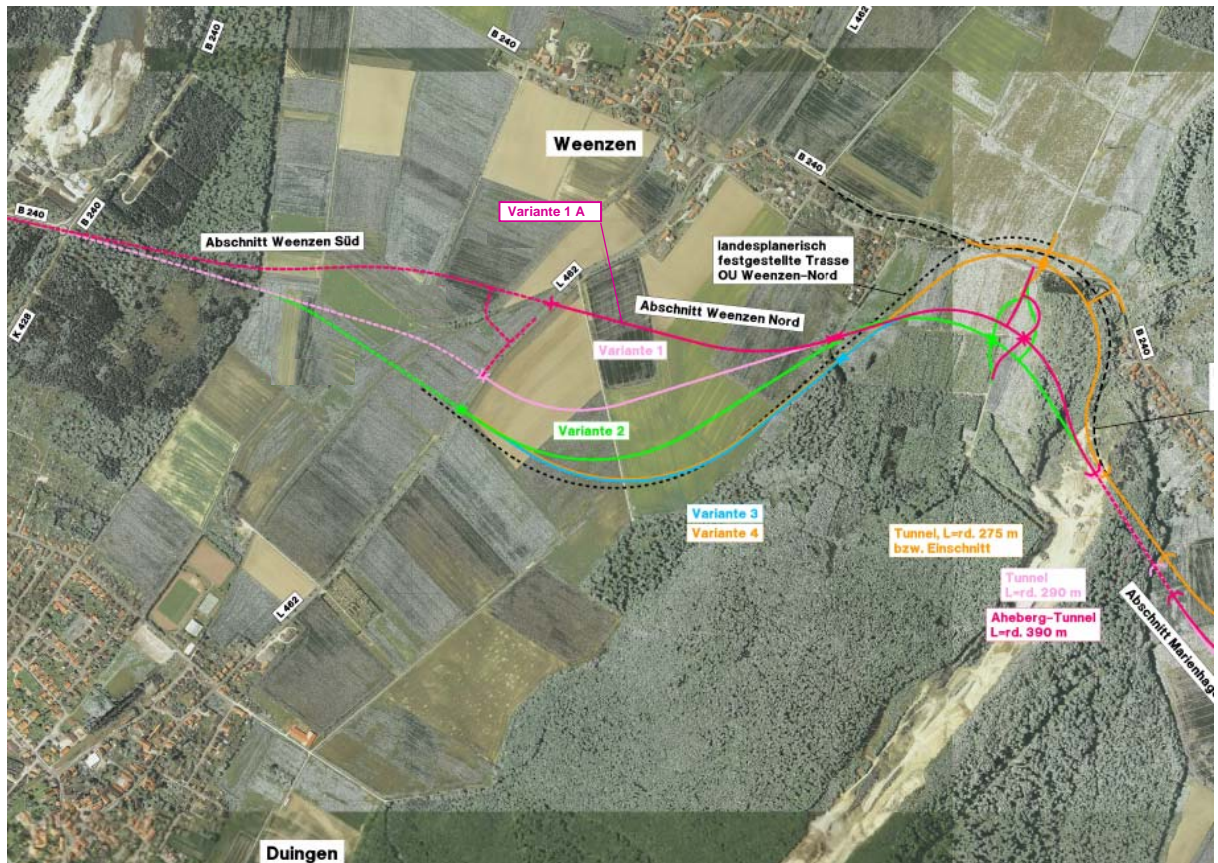 B 240
B 240
L 462
Weenzen
B 240
Variante 1 A
B 240
B 240
Abschnitt Weenzen Süd
landesplanerisch
festgestellte Trasse
OU Weenzen-Nord
L 462
Abschnitt Weenzen Nord
K 428
Variante 1
B 240
Variante 2
Variante 3
Variante 4
Tunnel, L=rd. 275 m
bzw. Einschnitt
Tunnel
L=rd. 290 m
Aheberg-Tunnel
L=rd. 390 m
L 462
Abschnitt Marienhage
Duingen